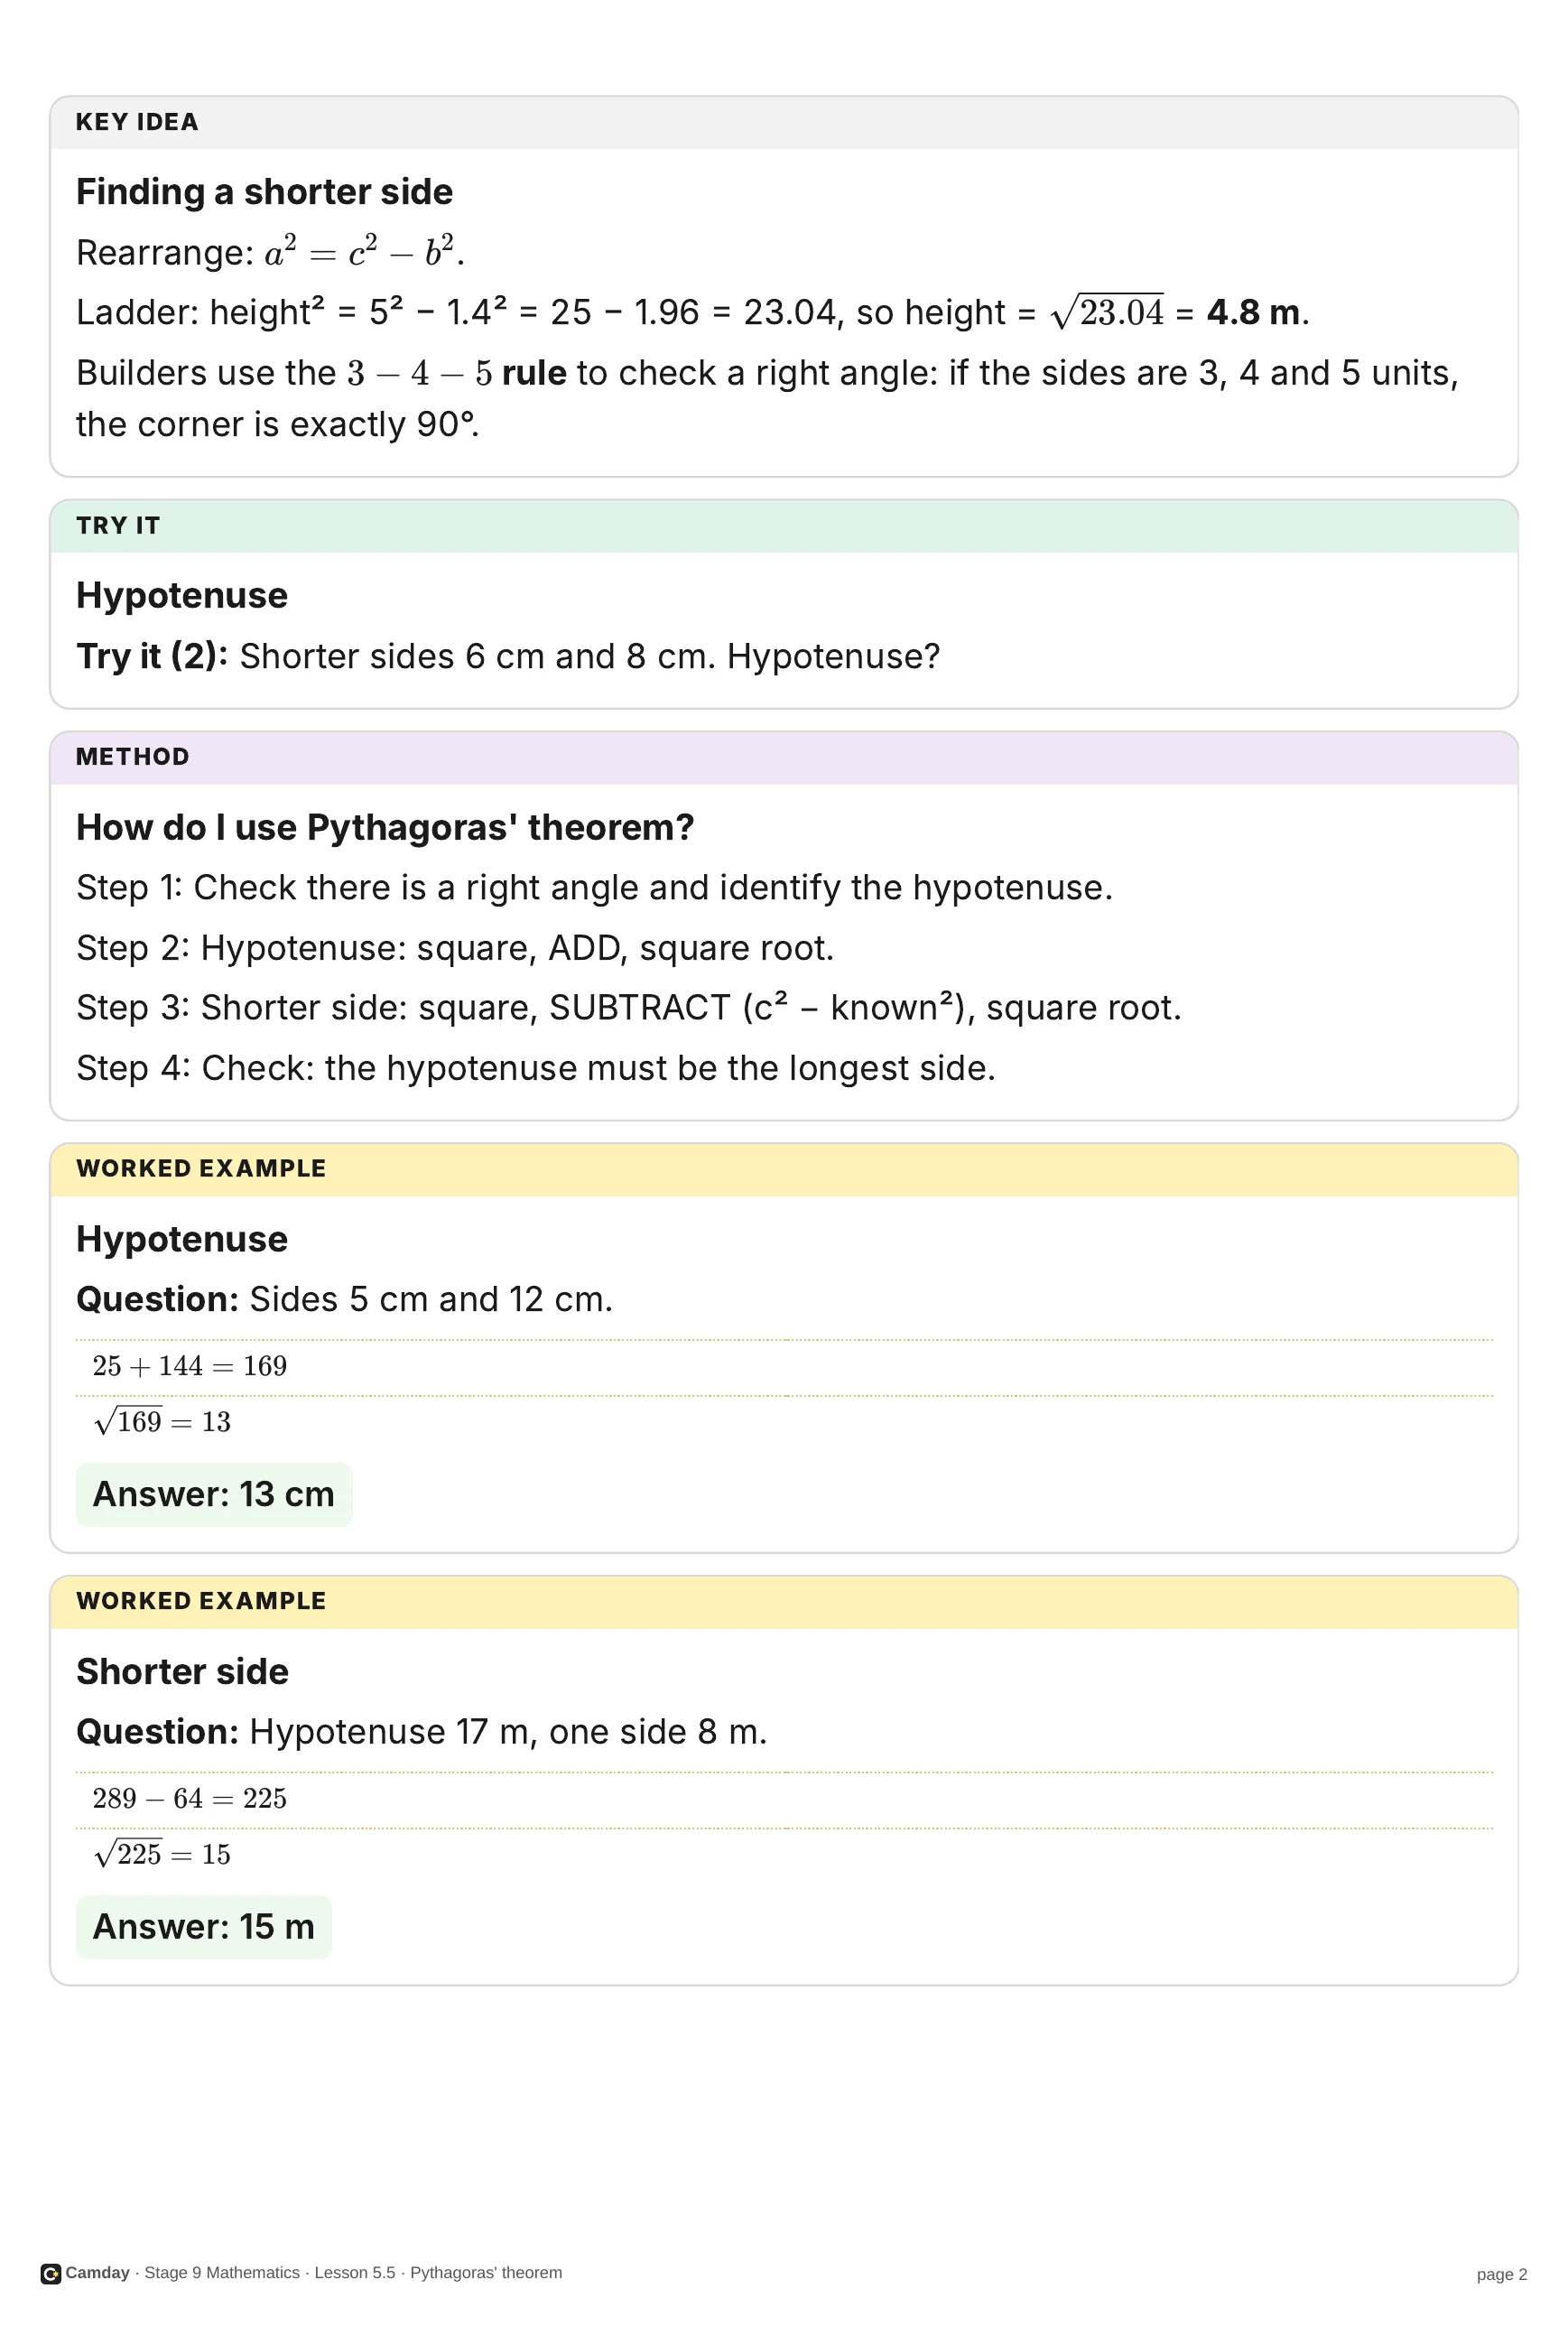 KEY IDEA
Finding a shorter side
Rearrange: a² = c² − b².
Ladder: height² = 5² − 1.4² = 25 − 1.96 = 23.04, so height = √23.04 = 4.8 m.
Builders use the 3 − 4 − 5 rule to check a right angle: if the sides are 3, 4 and 5 units,
the corner is exactly 90°.
TRY IT
Hypotenuse
Try it (2): Shorter sides 6 cm and 8 cm. Hypotenuse?
METHOD
How do I use Pythagoras' theorem?
Step 1: Check there is a right angle and identify the hypotenuse.
Step 2: Hypotenuse: square, ADD, square root.
Step 3: Shorter side: square, SUBTRACT (c² − known²), square root.
Step 4: Check: the hypotenuse must be the longest side.
WORKED EXAMPLE
Hypotenuse
Question: Sides 5 cm and 12 cm.
25 + 144 = 169
√169 = 13
Answer: 13 cm
WORKED EXAMPLE
Shorter side
Question: Hypotenuse 17 m, one side 8 m.
289 − 64 = 225
√225 = 15
Answer: 15 m
Camday · Stage 9 Mathematics · Lesson 5.5 · Pythagoras' theorem
page 2